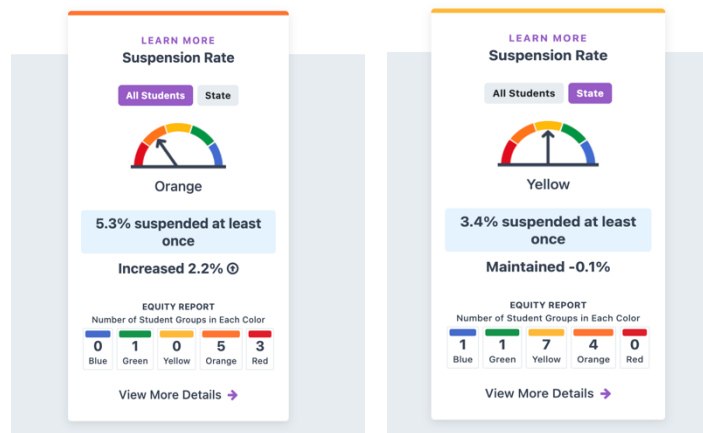 LEARN MORE
Suspension Rate
All Students State
Orange
5.3% suspended at least
once
Increased 2.2%
EQUITY REPORT
Number of Student Groups in Each Color
0 1 0 5 3
Blue Green Yellow Orange Red
View More Details
LEARN MORE
Suspension Rate
All Students State
Yellow
3.4% suspended at least
once
Maintained -0.1%
EQUITY REPORT
Number of Student Groups in Each Color
1 1 7 4 0
Blue Green Yellow Orange Red
View More Details